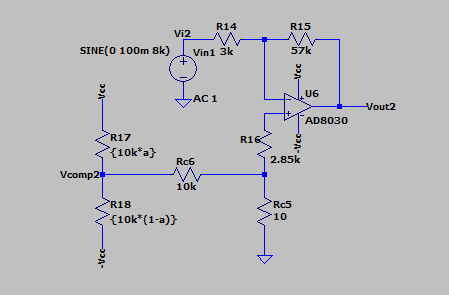 Vi2
R14
R15
SINE(0 100m 8k)
Vin1
3k
57k
Vcc
Vcc
U6
AC 1
Vout2
AD8030
R17
R16
-Vcc
{10k*a}
2.85k
Vcomp2
Rc6
10k
R18
Rc5
{10k*(1-a)}
10
-Vcc